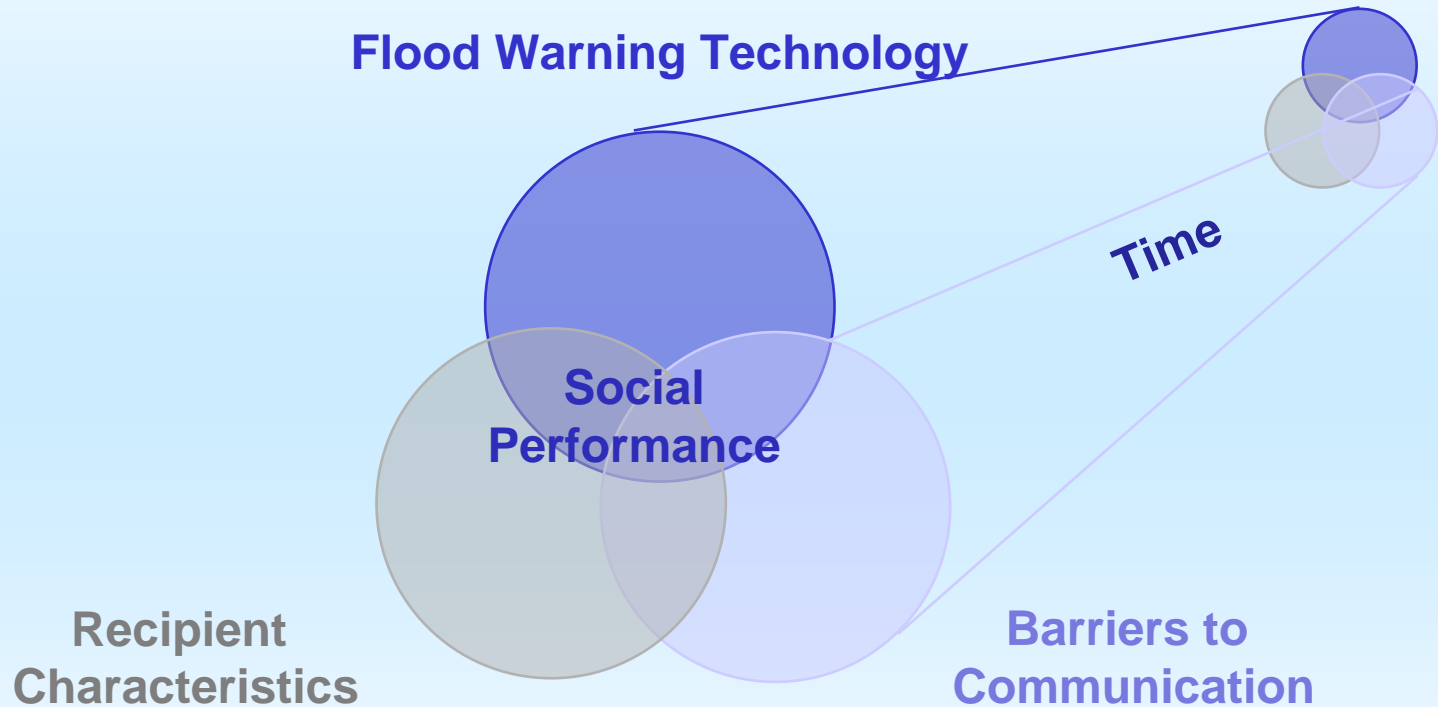 Flood Warning Technology
Time
Social
Performance
Recipient
Characteristics
Barriers to
Communication